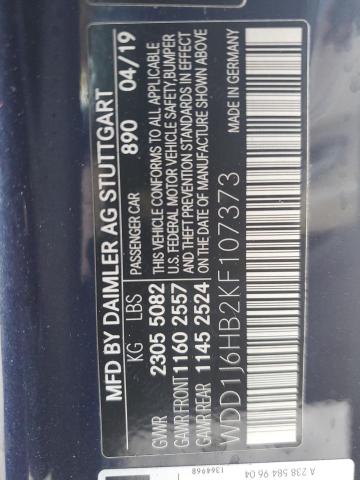 MFD BY DAIMLER AG STUTTGART
890 04/19
KG LBS PASSENGER CAR
GVWR 2305 5082 THIS VEHICLE CONFORMS TO ALL APPLICABLE
GAWR FRONT 1160 2557 U.S. FEDERAL MOTOR VEHICLE SAFETY, BUMPER
GAWR REAR 1145 2524 & THEFT PREVENTION STANDARDS IN EFFECT
ON THE DATE OF MANUFACTURE SHOWN ABOVE
WDD1J6HB2KF107373 MADE IN GERMANY
1364968
A 238 584 96 04